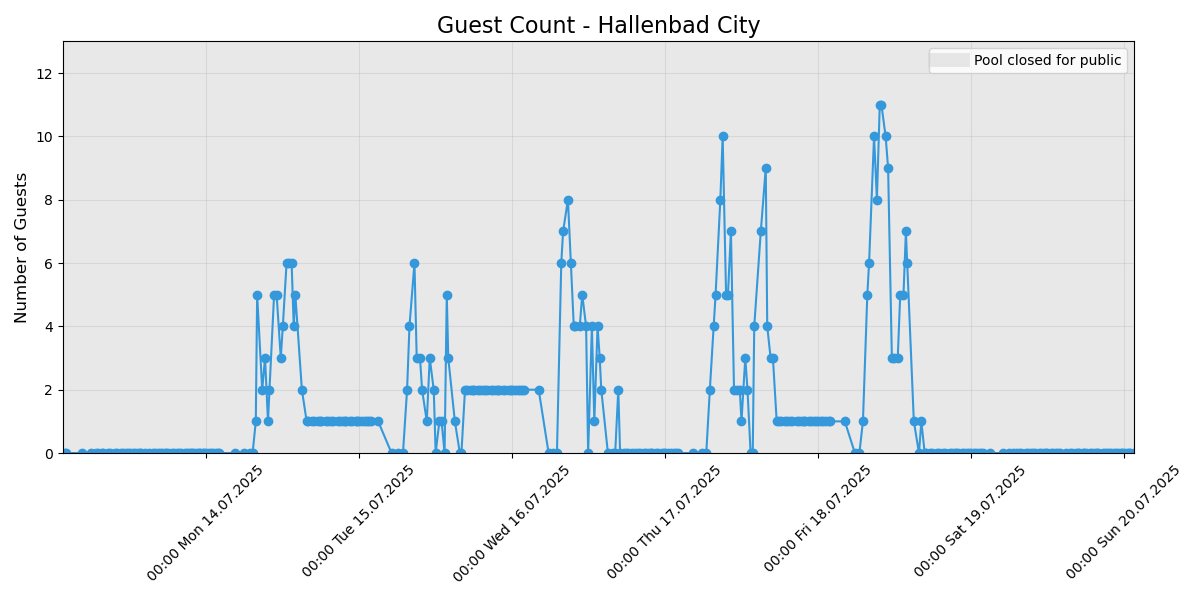 Guest Count - Hallenbad City
Pool closed for public
Number of Guests
12
10
8
6
4
2
0
00:00 Mon 14.07.2025
00:00 Tue 15.07.2025
00:00 Wed 16.07.2025
00:00 Thu 17.07.2025
00:00 Fri 18.07.2025
00:00 Sat 19.07.2025
00:00 Sun 20.07.2025